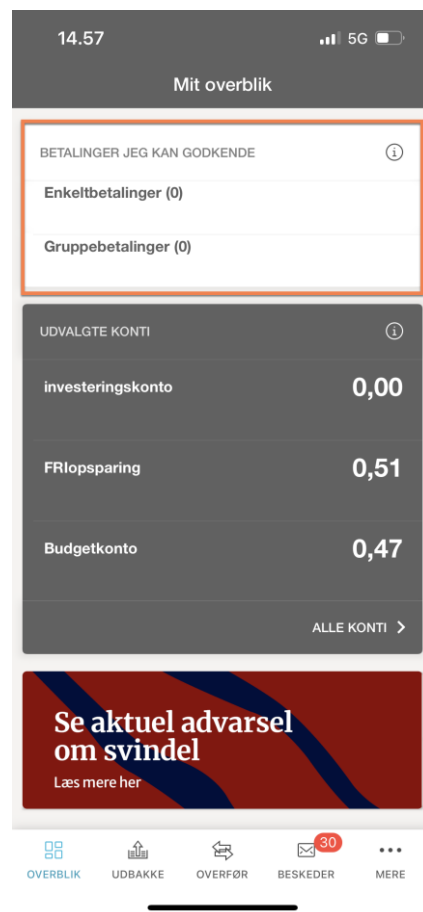 14.57
5G
Mit overblik
BETALINGER JEG KAN GODKENDE
Enkeltbetalinger (0)
Gruppebetalinger (0)
UDVALGTE KONTI
investeringskonto 0,00
FRIopsparing 0,51
Budgetkonto 0,47
ALLE KONTI
Se aktuel advarsel
om svindel
Læs mere her
30
OVERBLIK UDBAKKE OVERFØR BESKEDER MERE